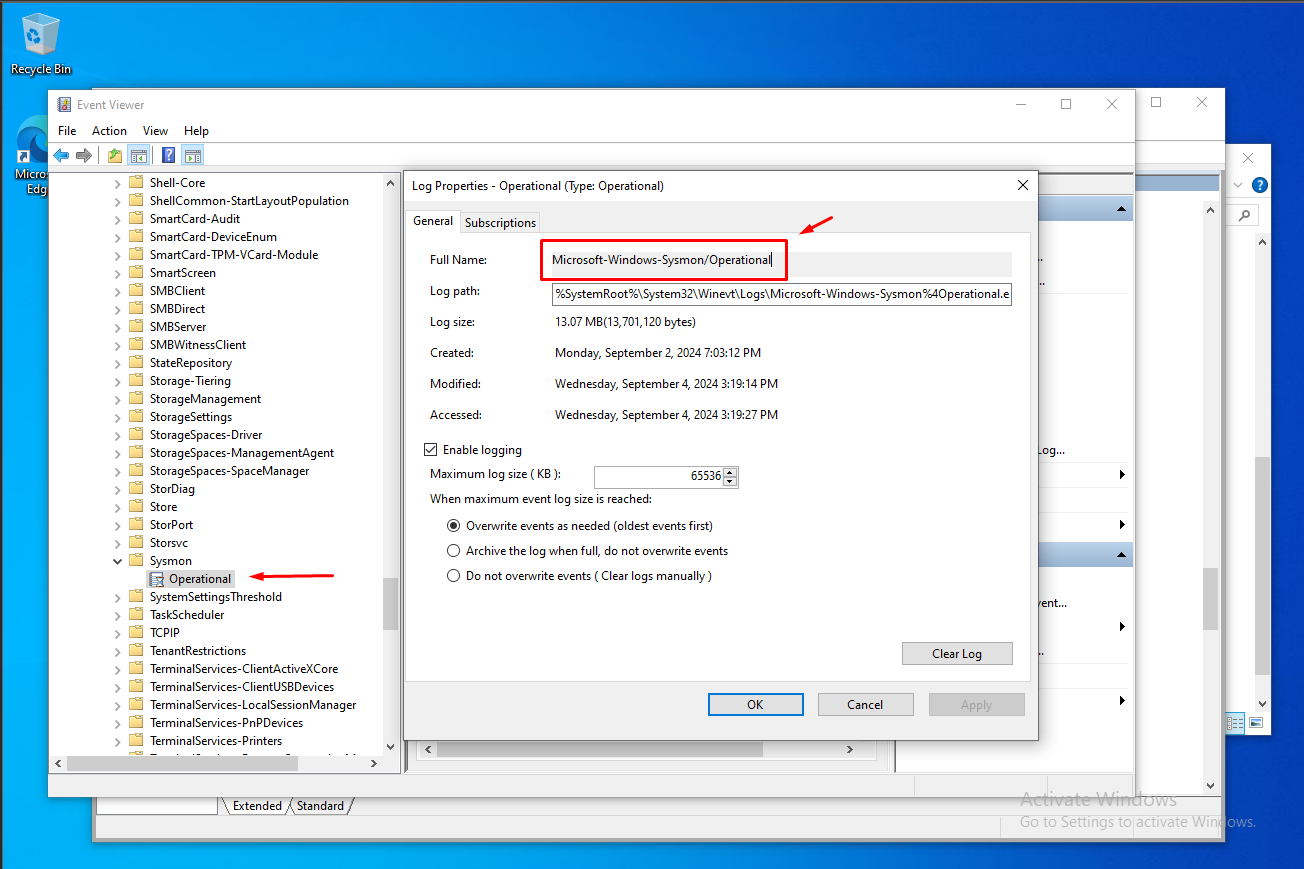 Recycle Bin
Micros
Edg
Event Viewer
File Action View Help
Shell-Core
ShellCommon-StartLayoutPopulation
SmartCard-Audit
SmartCard-DeviceEnum
SmartCard-TPM-VCard-Module
SmartScreen
SMBClient
SMBDirect
SMBServer
SMBWitnessClient
StateRepository
Storage-Tiering
StorageManagement
StorageSettings
StorageSpaces-Driver
StorageSpaces-ManagementAgent
StorageSpaces-SpaceManager
StorDiag
Store
StorPort
Storsvc
Sysmon
Operational
SystemSettingsThreshold
TaskScheduler
TCPIP
TenantRestrictions
TerminalServices-ClientActiveXCore
TerminalServices-ClientUSBDevices
TerminalServices-LocalSessionManager
TerminalServices-PnPDevices
TerminalServices-Printers
Log Properties - Operational (Type: Operational)
General Subscriptions
Full Name: Microsoft-Windows-Sysmon/Operational
Log path: %SystemRoot%\System32\Winevt\Logs\Microsoft-Windows-Sysmon%4Operational.e
Log size: 13.07 MB(13,701,120 bytes)
Created: Monday, September 2, 2024 7:03:12 PM
Modified: Wednesday, September 4, 2024 3:19:14 PM
Accessed: Wednesday, September 4, 2024 3:19:27 PM
Enable logging
Maximum log size ( KB ): 65536
When maximum event log size is reached:
Overwrite events as needed (oldest events first)
Archive the log when full, do not overwrite events
Do not overwrite events ( Clear logs manually )
Clear Log
OK Cancel Apply
Log...
vent...
Extended Standard
Activate Windows
Go to Settings to activate Windows.